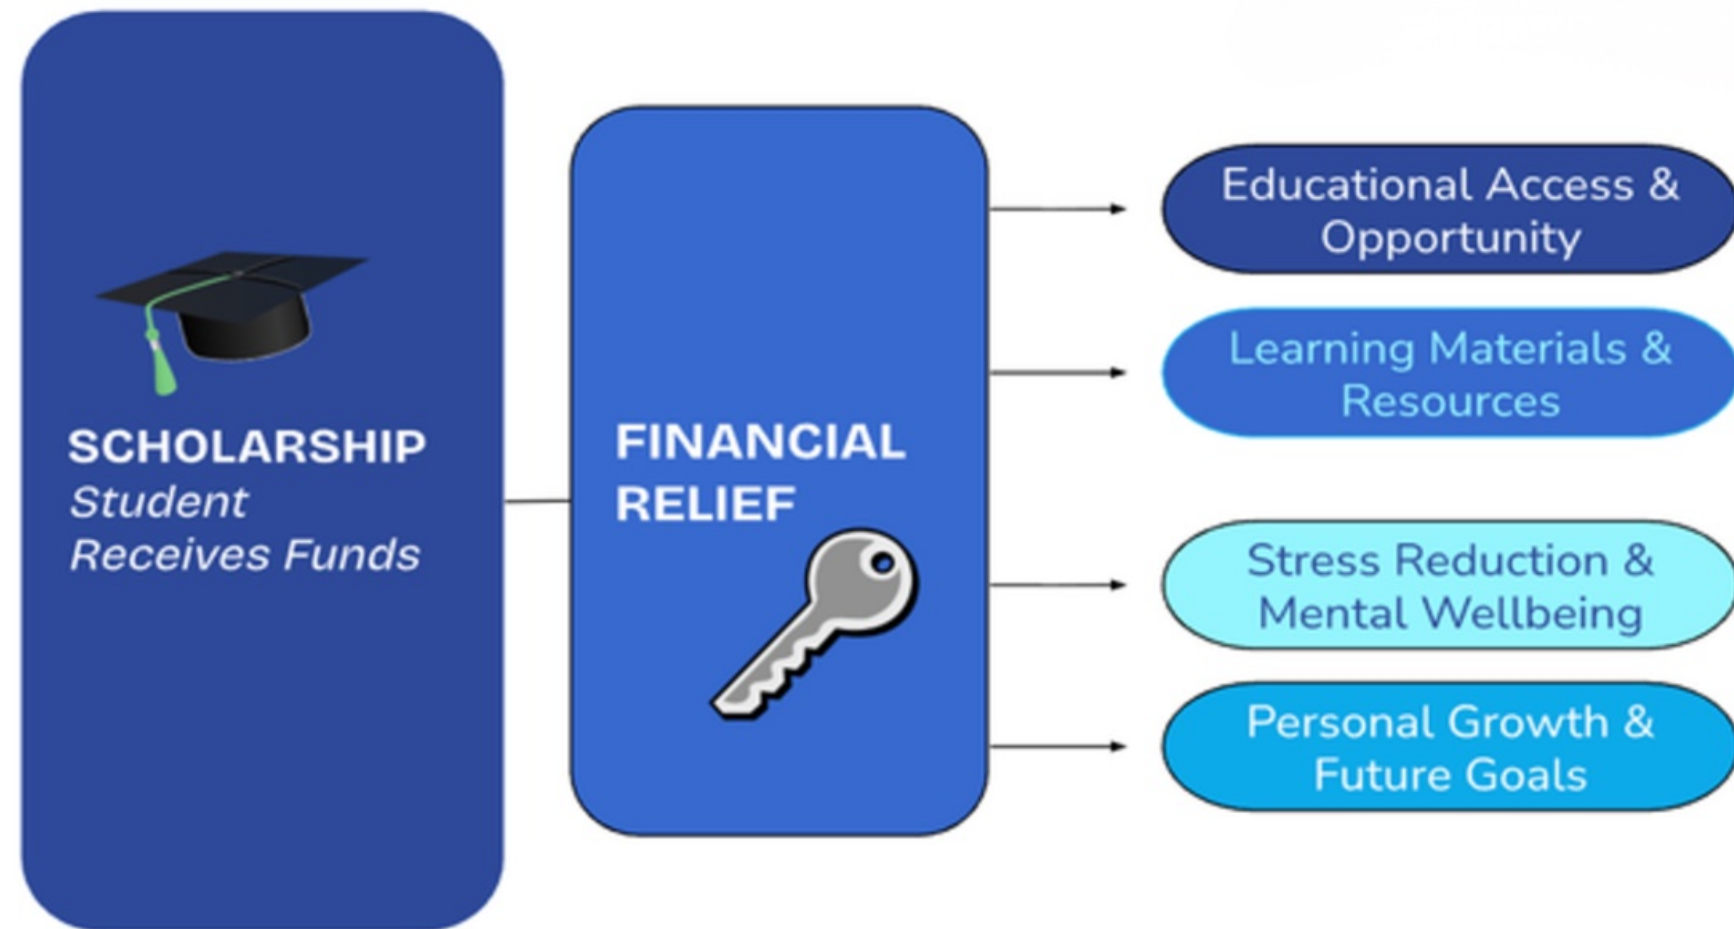 SCHOLARSHIP
Student
Receives Funds
FINANCIAL
RELIEF
Educational Access &
Opportunity
Learning Materials &
Resources
Stress Reduction &
Mental Wellbeing
Personal Growth &
Future Goals